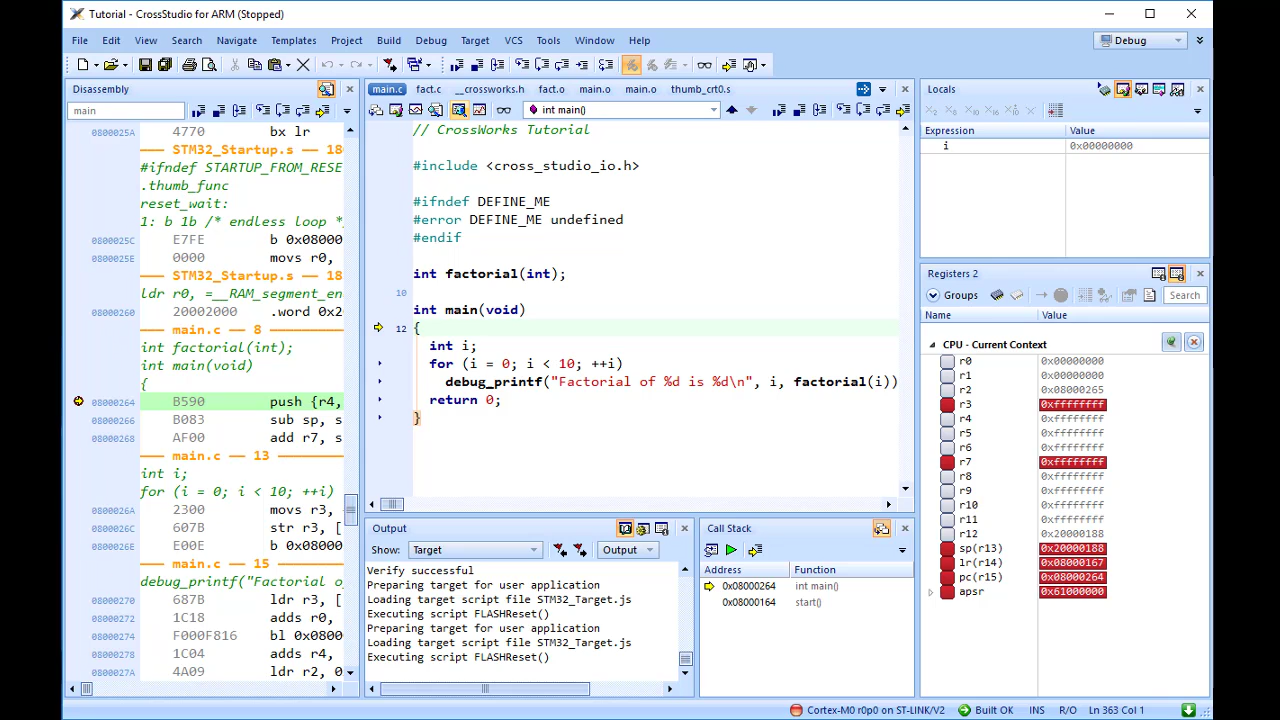 Tutorial - CrossStudio for ARM (Stopped)
File Edit View Search Navigate Templates Project Build Debug Target VCS Tools Window Help
Debug
Disassembly
main
0800025A 4770 bx lr
STM32_Startup.s — 18
#ifndef STARTUP_FROM_RESE
.thumb_func
reset_wait:
1: b 1b /* endless loop *
0800025C E7FE b 0x0800
0800025E 0000 movs r0,
STM32_Startup.s — 18
ldr r0, =__RAM_segment_en
08000260 20002000 .word 0x2
main.c — 8
int factorial(int);
int main(void)
{
08000264 B590 push {r4,
08000266 B083 sub sp, s
08000268 AF00 add r7, s
main.c — 13
int i;
for (i = 0; i < 10; ++i)
0800026A 2300 movs r3,
0800026C 607B str r3, [
0800026E E00E b 0x0800
main.c — 15
debug_printf("Factorial o
08000270 687B ldr r3, [
08000272 1C18 adds r0,
08000274 F000F816 bl 0x080
08000278 1C04 adds r4,
0800027A 4A09 ldr r2, 0
main.c fact.c __crossworks.h fact.o main.o main.o thumb_crt0.s
int main()
// CrossWorks Tutorial
#include <cross_studio_io.h>
#ifndef DEFINE_ME
#error DEFINE_ME undefined
#endif
int factorial(int);
10
int main(void)
12 {
int i;
for (i = 0; i < 10; ++i)
debug_printf("Factorial of %d is %d\n", i, factorial(i))
return 0;
}
Output
Show: Target Output
Verify successful
Preparing target for user application
Loading target script file STM32_Target.js
Executing script FLASHReset()
Preparing target for user application
Loading target script file STM32_Target.js
Executing script FLASHReset()
Call Stack
Address Function
0x08000264 int main()
0x08000164 start()
Locals
Expression Value
i 0x00000000
Registers 2
Groups Search
Name Value
CPU - Current Context
r0 0x00000000
r1 0x00000000
r2 0x08000265
r3 0xffffffff
r4 0xffffffff
r5 0xffffffff
r6 0xffffffff
r7 0xffffffff
r8 0xffffffff
r9 0xffffffff
r10 0xffffffff
r11 0xffffffff
r12 0x20000188
sp(r13) 0x20000188
lr(r14) 0x08000167
pc(r15) 0x08000264
apsr 0x61000000
Cortex-M0 r0p0 on ST-LINK/V2 Built OK INS R/O Ln 363 Col 1